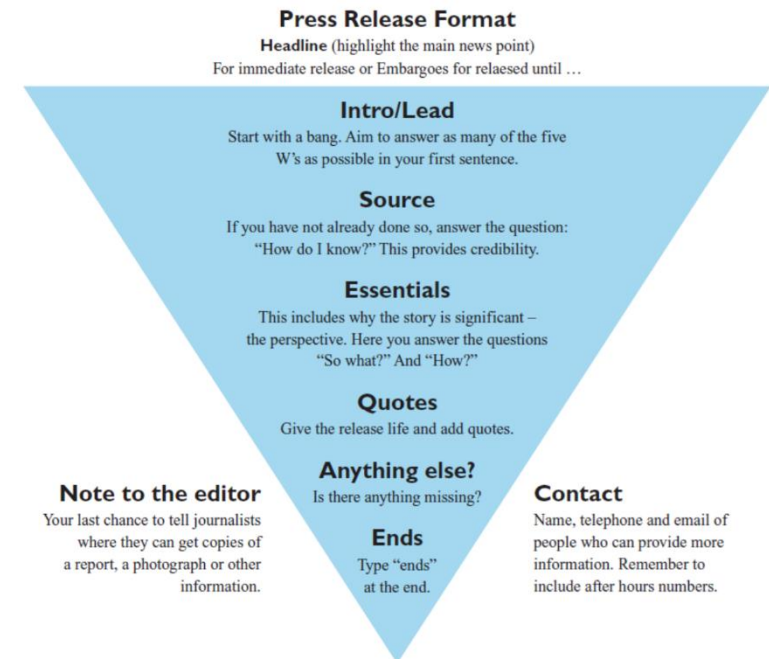 Press Release Format
Headline (highlight the main news point)
For immediate release or Embargoes for relaesed until …
Intro/Lead
Start with a bang. Aim to answer as many of the five
W's as possible in your first sentence.
Source
If you have not already done so, answer the question:
“How do I know?” This provides credibility.
Essentials
This includes why the story is significant –
the perspective. Here you answer the questions
“So what?” And “How?”
Quotes
Give the release life and add quotes.
Anything else?
Is there anything missing?
Ends
Type “ends”
at the end.
Note to the editor
Your last chance to tell journalists
where they can get copies of
a report, a photograph or other
information.
Contact
Name, telephone and email of
people who can provide more
information. Remember to
include after hours numbers.